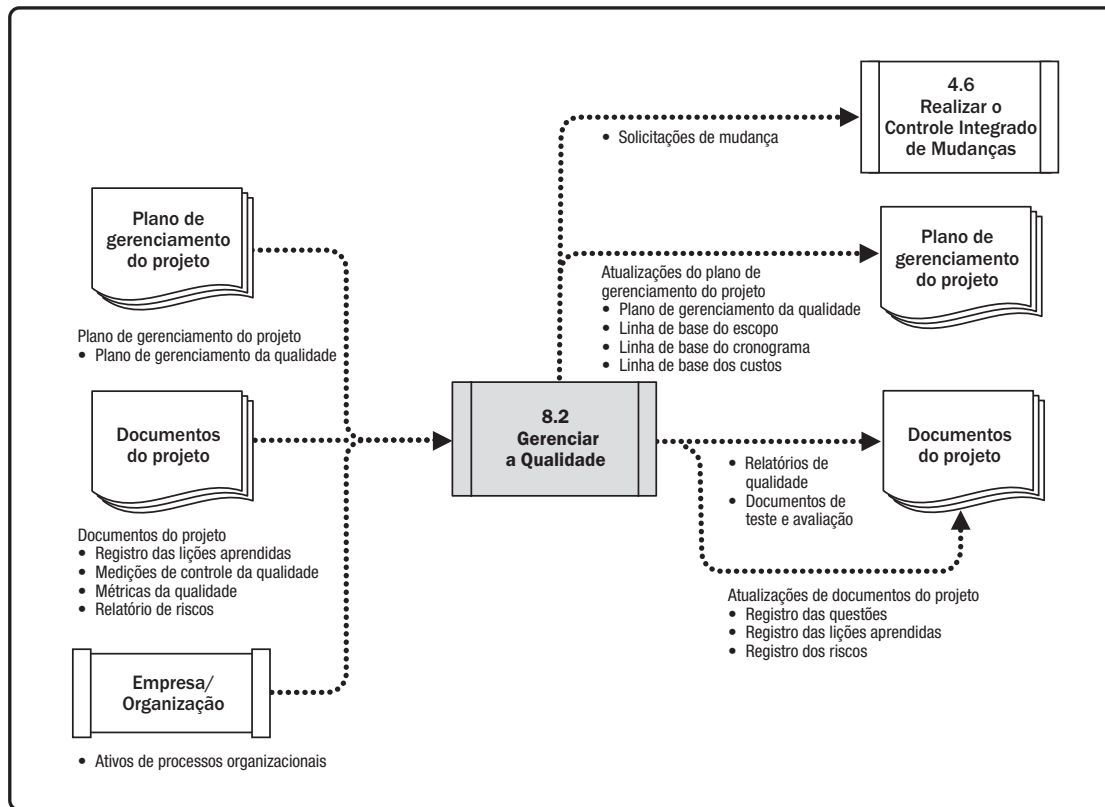 4.6
Realizar o
Controle Integrado
de Mudanças
• Solicitações de mudança
Plano de
gerenciamento
do projeto
Plano de gerenciamento do projeto
• Plano de gerenciamento da qualidade
Plano de
gerenciamento
do projeto
Atualizações do plano de
gerenciamento do projeto
• Plano de gerenciamento da qualidade
• Linha de base do escopo
• Linha de base do cronograma
• Linha de base dos custos
Documentos
do projeto
Documentos do projeto
• Registro das lições aprendidas
• Medições de controle da qualidade
• Métricas da qualidade
• Relatório de riscos
8.2
Gerenciar
a Qualidade
Documentos
do projeto
• Relatórios de
qualidade
• Documentos de
teste e avaliação
Atualizações de documentos do projeto
• Registro das questões
• Registro das lições aprendidas
• Registro dos riscos
Empresa/
Organização
• Ativos de processos organizacionais